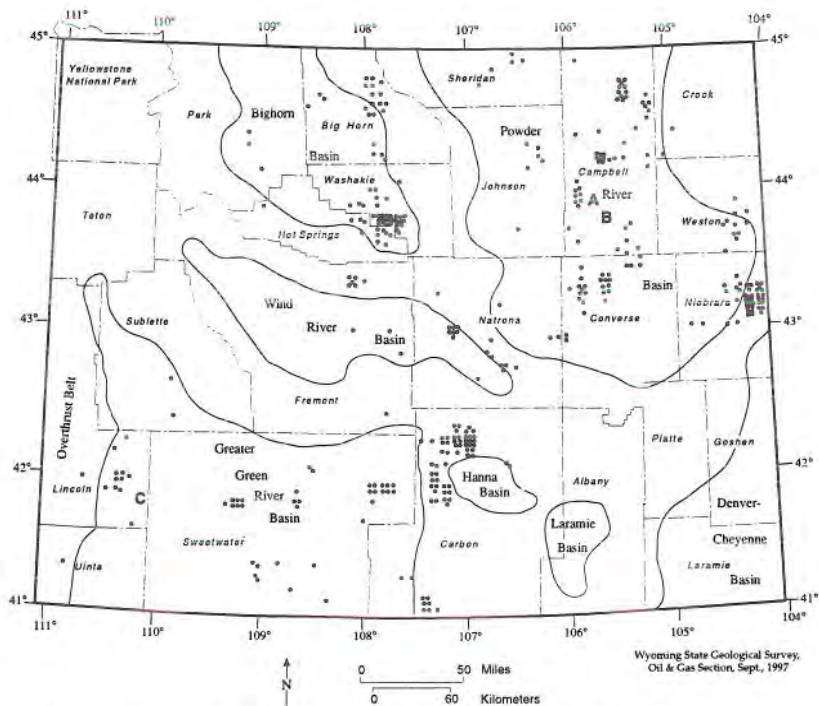 111°
110°
109°
108°
107°
106°
105°
104°
45°
45°
Yellowstone
National Park
Sheridan
Crook
Park
Bighorn
Big Horn
Powder
Basin
Campbell
44°
44°
Washakie
Johnson
A
River
B
Teton
Weston
Hot Springs
Basin
Wind
Niobrara
43°
43°
Sublette
River
Natrona
Converse
Basin
Overthrust Belt
Fremont
Greater
Platte
Goshen
42°
42°
Green
Hanna
Albany
Lincoln
River
Basin
Denver-
C
Basin
Laramie
Cheyenne
Sweetwater
Carbon
Basin
Laramie
Uinta
Basin
41°
41°
111°
110°
109°
108°
107°
106°
105°
104°
Wyoming State Geological Survey,
Oil & Gas Section, Sept., 1997
0 50 Miles
0 60 Kilometers
N